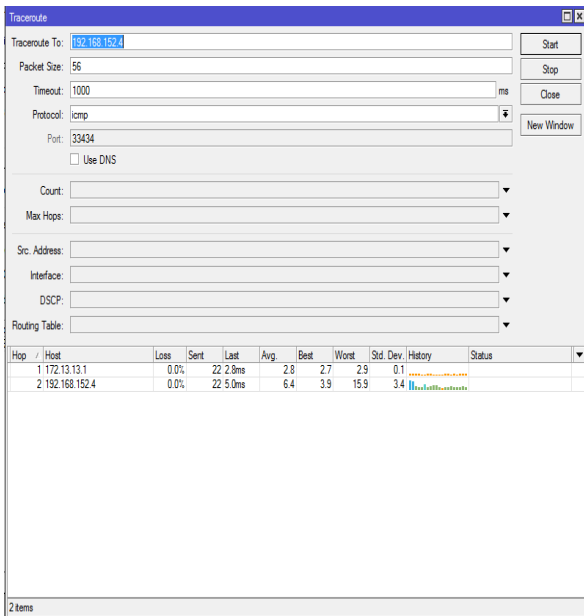 Traceroute
Traceroute To: 192.168.152.4
Start
Packet Size: 56
Stop
Timeout: 1000 ms
Close
Protocol: icmp
New Window
Port: 33434
Use DNS
Count:
Max Hops:
Src. Address:
Interface:
DSCP:
Routing Table:
Hop / Host Loss Sent Last Avg. Best Worst Std. Dev. History Status
1 172.13.13.1 0.0% 22 2.8ms 2.8 2.7 2.9 0.1
2 192.168.152.4 0.0% 22 5.0ms 6.4 3.9 15.9 3.4
2 items